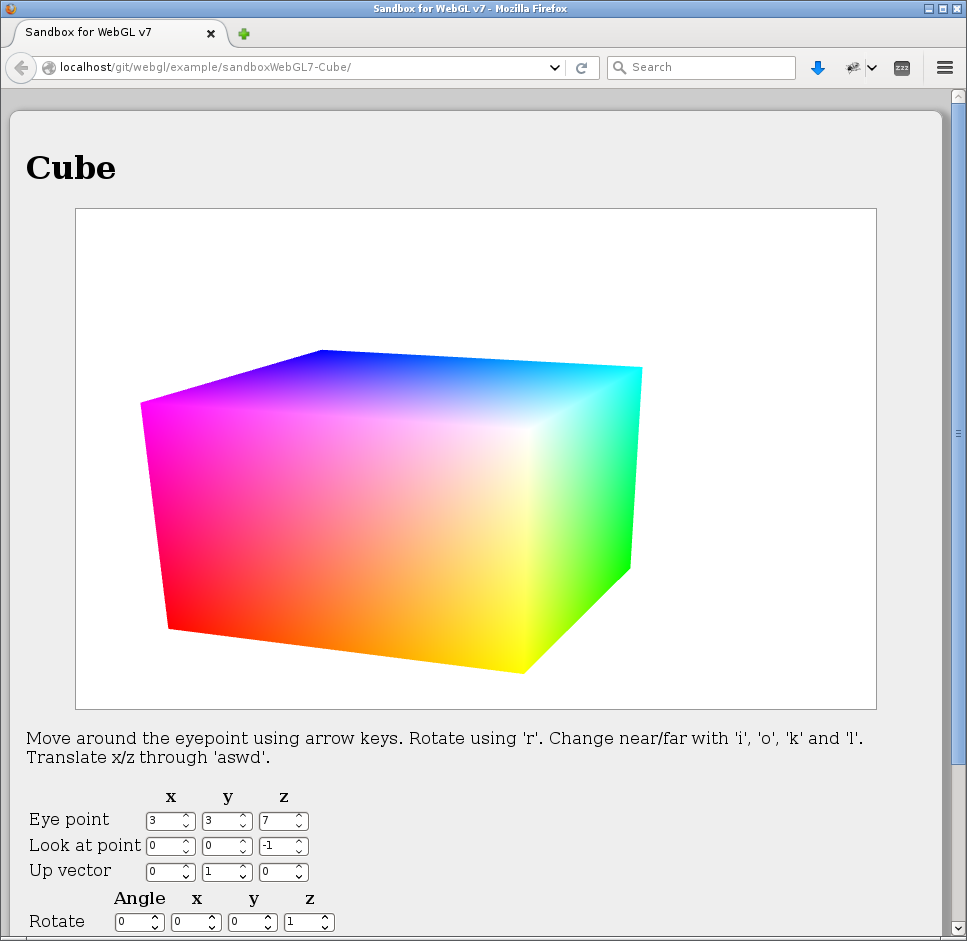 Sandbox for WebGL v7 - Mozilla Firefox
Sandbox for WebGL v7
localhost/git/webgl/example/sandboxWebGL7-Cube/
Search
zzz
Cube
Move around the eyepoint using arrow keys. Rotate using 'r'. Change near/far with 'i', 'o', 'k' and 'l'.
Translate x/z through 'aswd'.
x y z
Eye point 3 3 7
Look at point 0 0 -1
Up vector 0 1 0
Angle x y z
Rotate 0 0 0 1